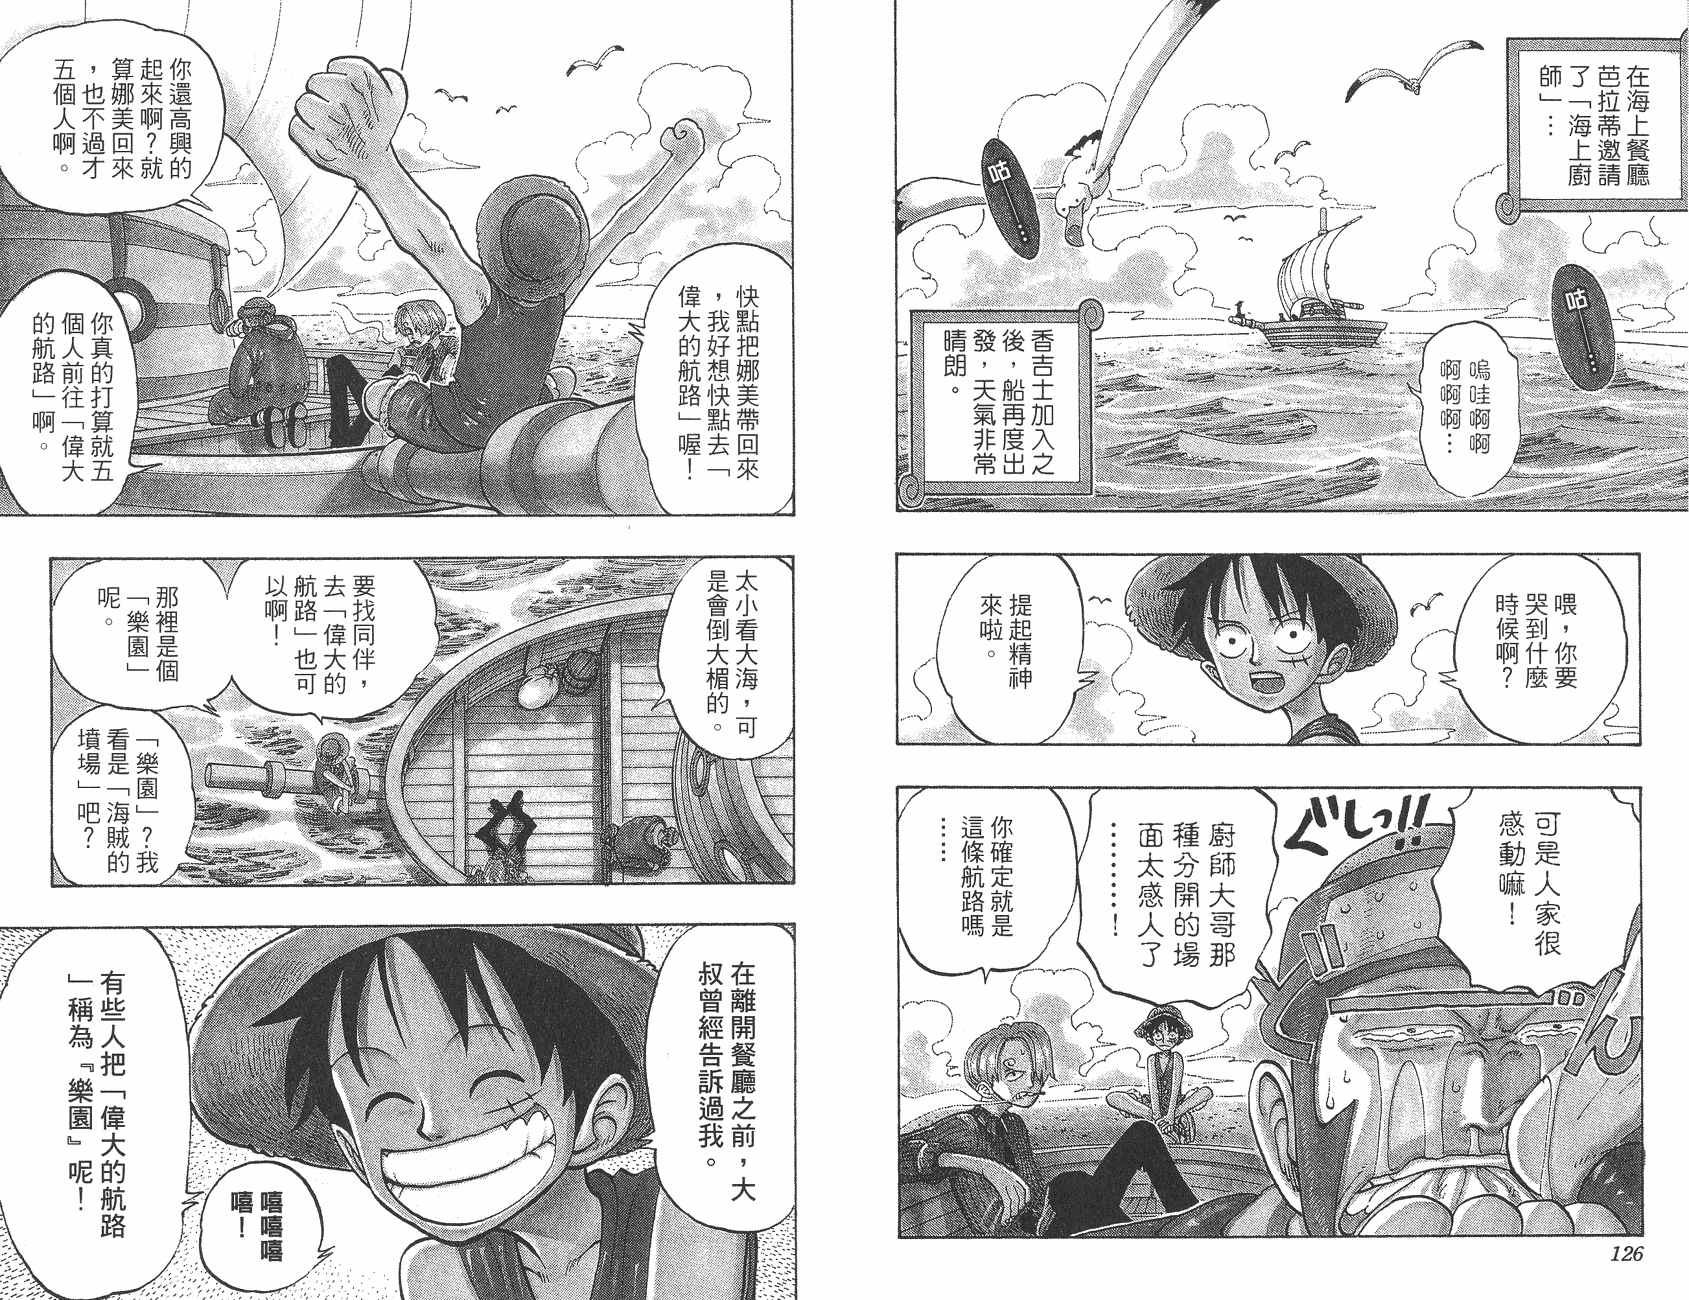 在海上餐廳
芭拉蒂邀請
了「海上廚
師」…
咕……
咕……
嗚哇啊啊
啊啊啊…
香吉士加入之
後，船再度出
發，天氣非常
晴朗。
喂，你要
哭到什麼
時候啊？
提起精神
來啦。
可是人家很
感動嘛！
ぐしっ!!
廚師大哥那
種分開的場
面太感人了
………！
你確定就是
這條航路嗎
……
126
快點把娜美帶回來
，我好想快點去「
偉大的航路」喔！
你還高興的
起來啊？就
算娜美回來
，也不過才
五個人啊。
你真的打算就五
個人前往「偉大
的航路」啊。
太小看大海，可
是會倒大楣的。
要找同伴，
去「偉大的
航路」也可
以啊！
那裡是個
「樂園」
呢。
「樂園」？我
看是「海賊的
墳場」吧？
在離開餐廳之前，大
叔曾經告訴過我。
有些人把「偉大的航路
」稱為『樂園』呢！
嘻嘻嘻
嘻！